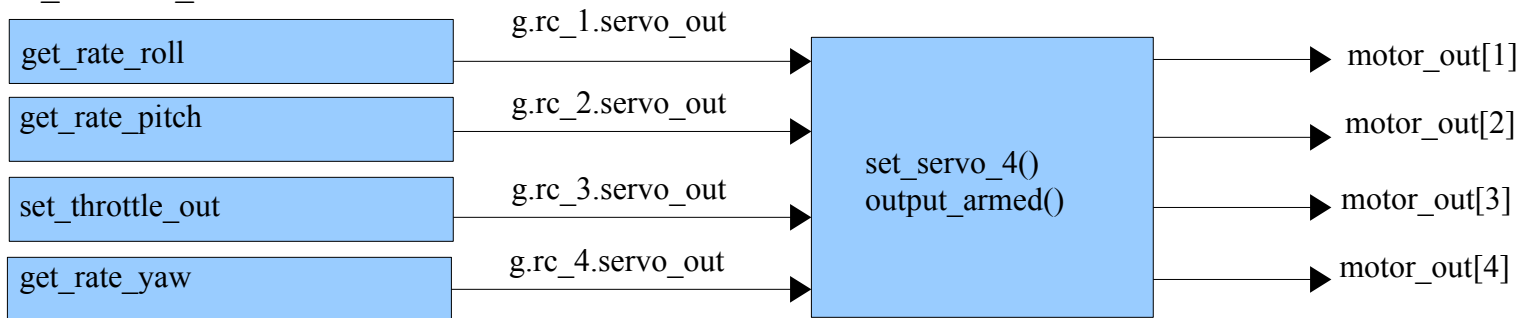 get_rate_roll
g.rc_1.servo_out
motor_out[1]
get_rate_pitch
g.rc_2.servo_out
motor_out[2]
set_servo_4()
output_armed()
set_throttle_out
g.rc_3.servo_out
motor_out[3]
get_rate_yaw
g.rc_4.servo_out
motor_out[4]